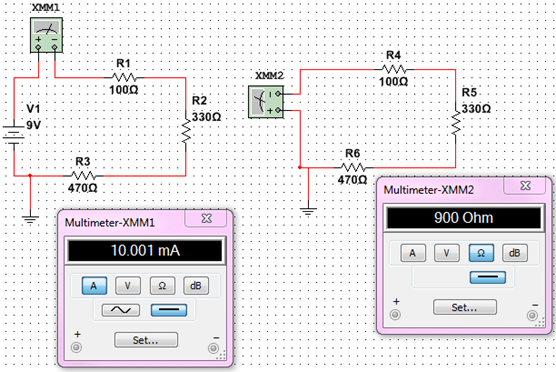 XMM1
+ −
R1
100Ω
R2
330Ω
V1
9V
R3
470Ω
XMM2
R4
100Ω
R5
330Ω
R6
470Ω
− +
Multimeter-XMM1
X
10.001 mA
A V Ω dB
Set...
+ −
Multimeter-XMM2
X
900 Ohm
A V Ω dB
Set...
+ −